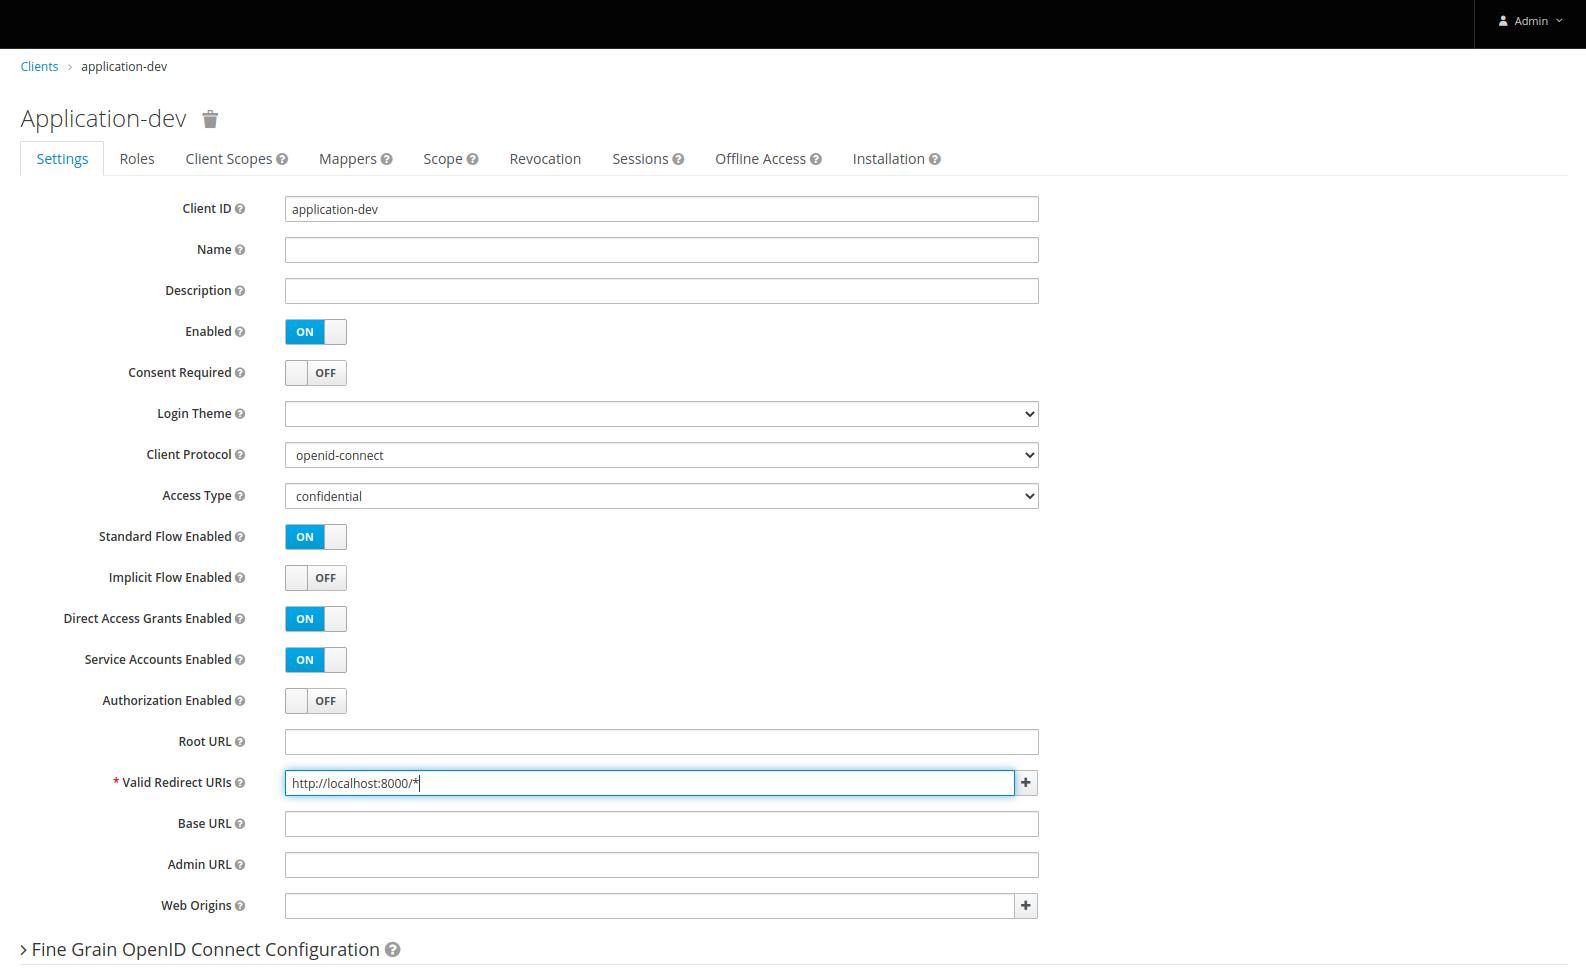 Admin
Clients › application-dev
Application-dev
Settings Roles Client Scopes Mappers Scope Revocation Sessions Offline Access Installation
Client ID application-dev
Name
Description
Enabled ON
Consent Required OFF
Login Theme
Client Protocol openid-connect
Access Type confidential
Standard Flow Enabled ON
Implicit Flow Enabled OFF
Direct Access Grants Enabled ON
Service Accounts Enabled ON
Authorization Enabled OFF
Root URL
* Valid Redirect URIs http://localhost:8000/*
Base URL
Admin URL
Web Origins
Fine Grain OpenID Connect Configuration